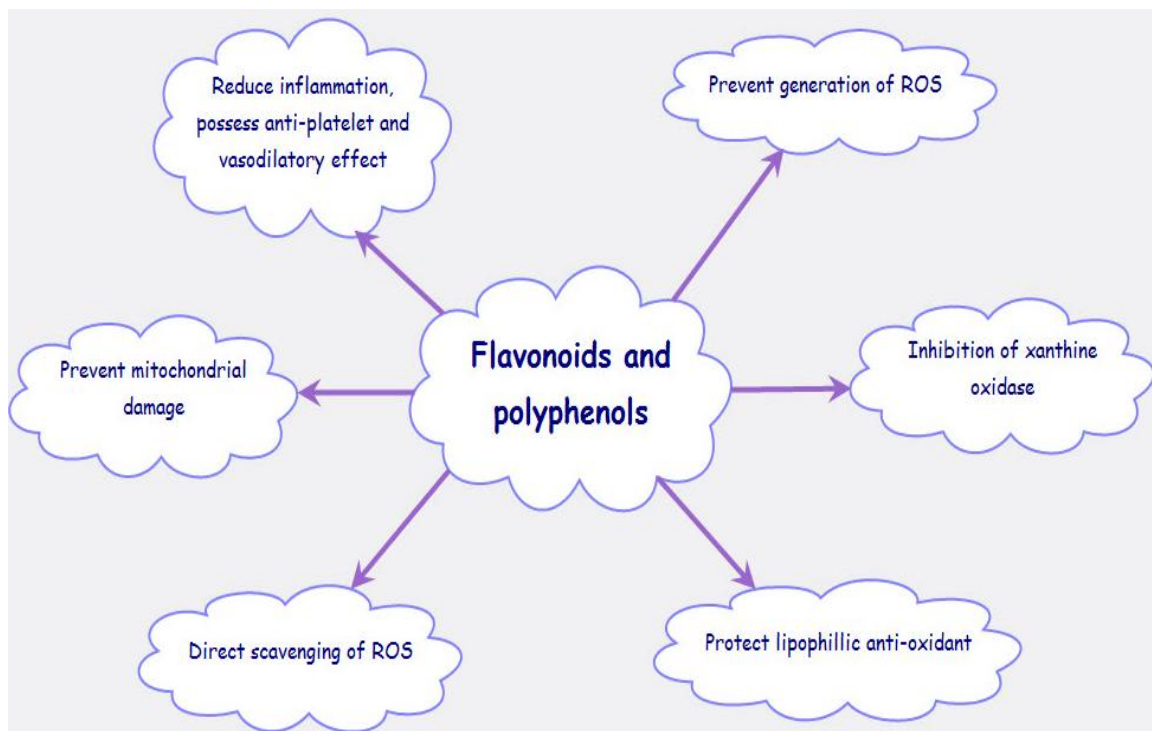 Reduce inflammation,
possess anti-platelet and
vasodilatory effect
Prevent generation of ROS
Flavonoids and
polyphenols
Prevent mitochondrial
damage
Inhibition of xanthine
oxidase
Direct scavenging of ROS
Protect lipophillic anti-oxidant